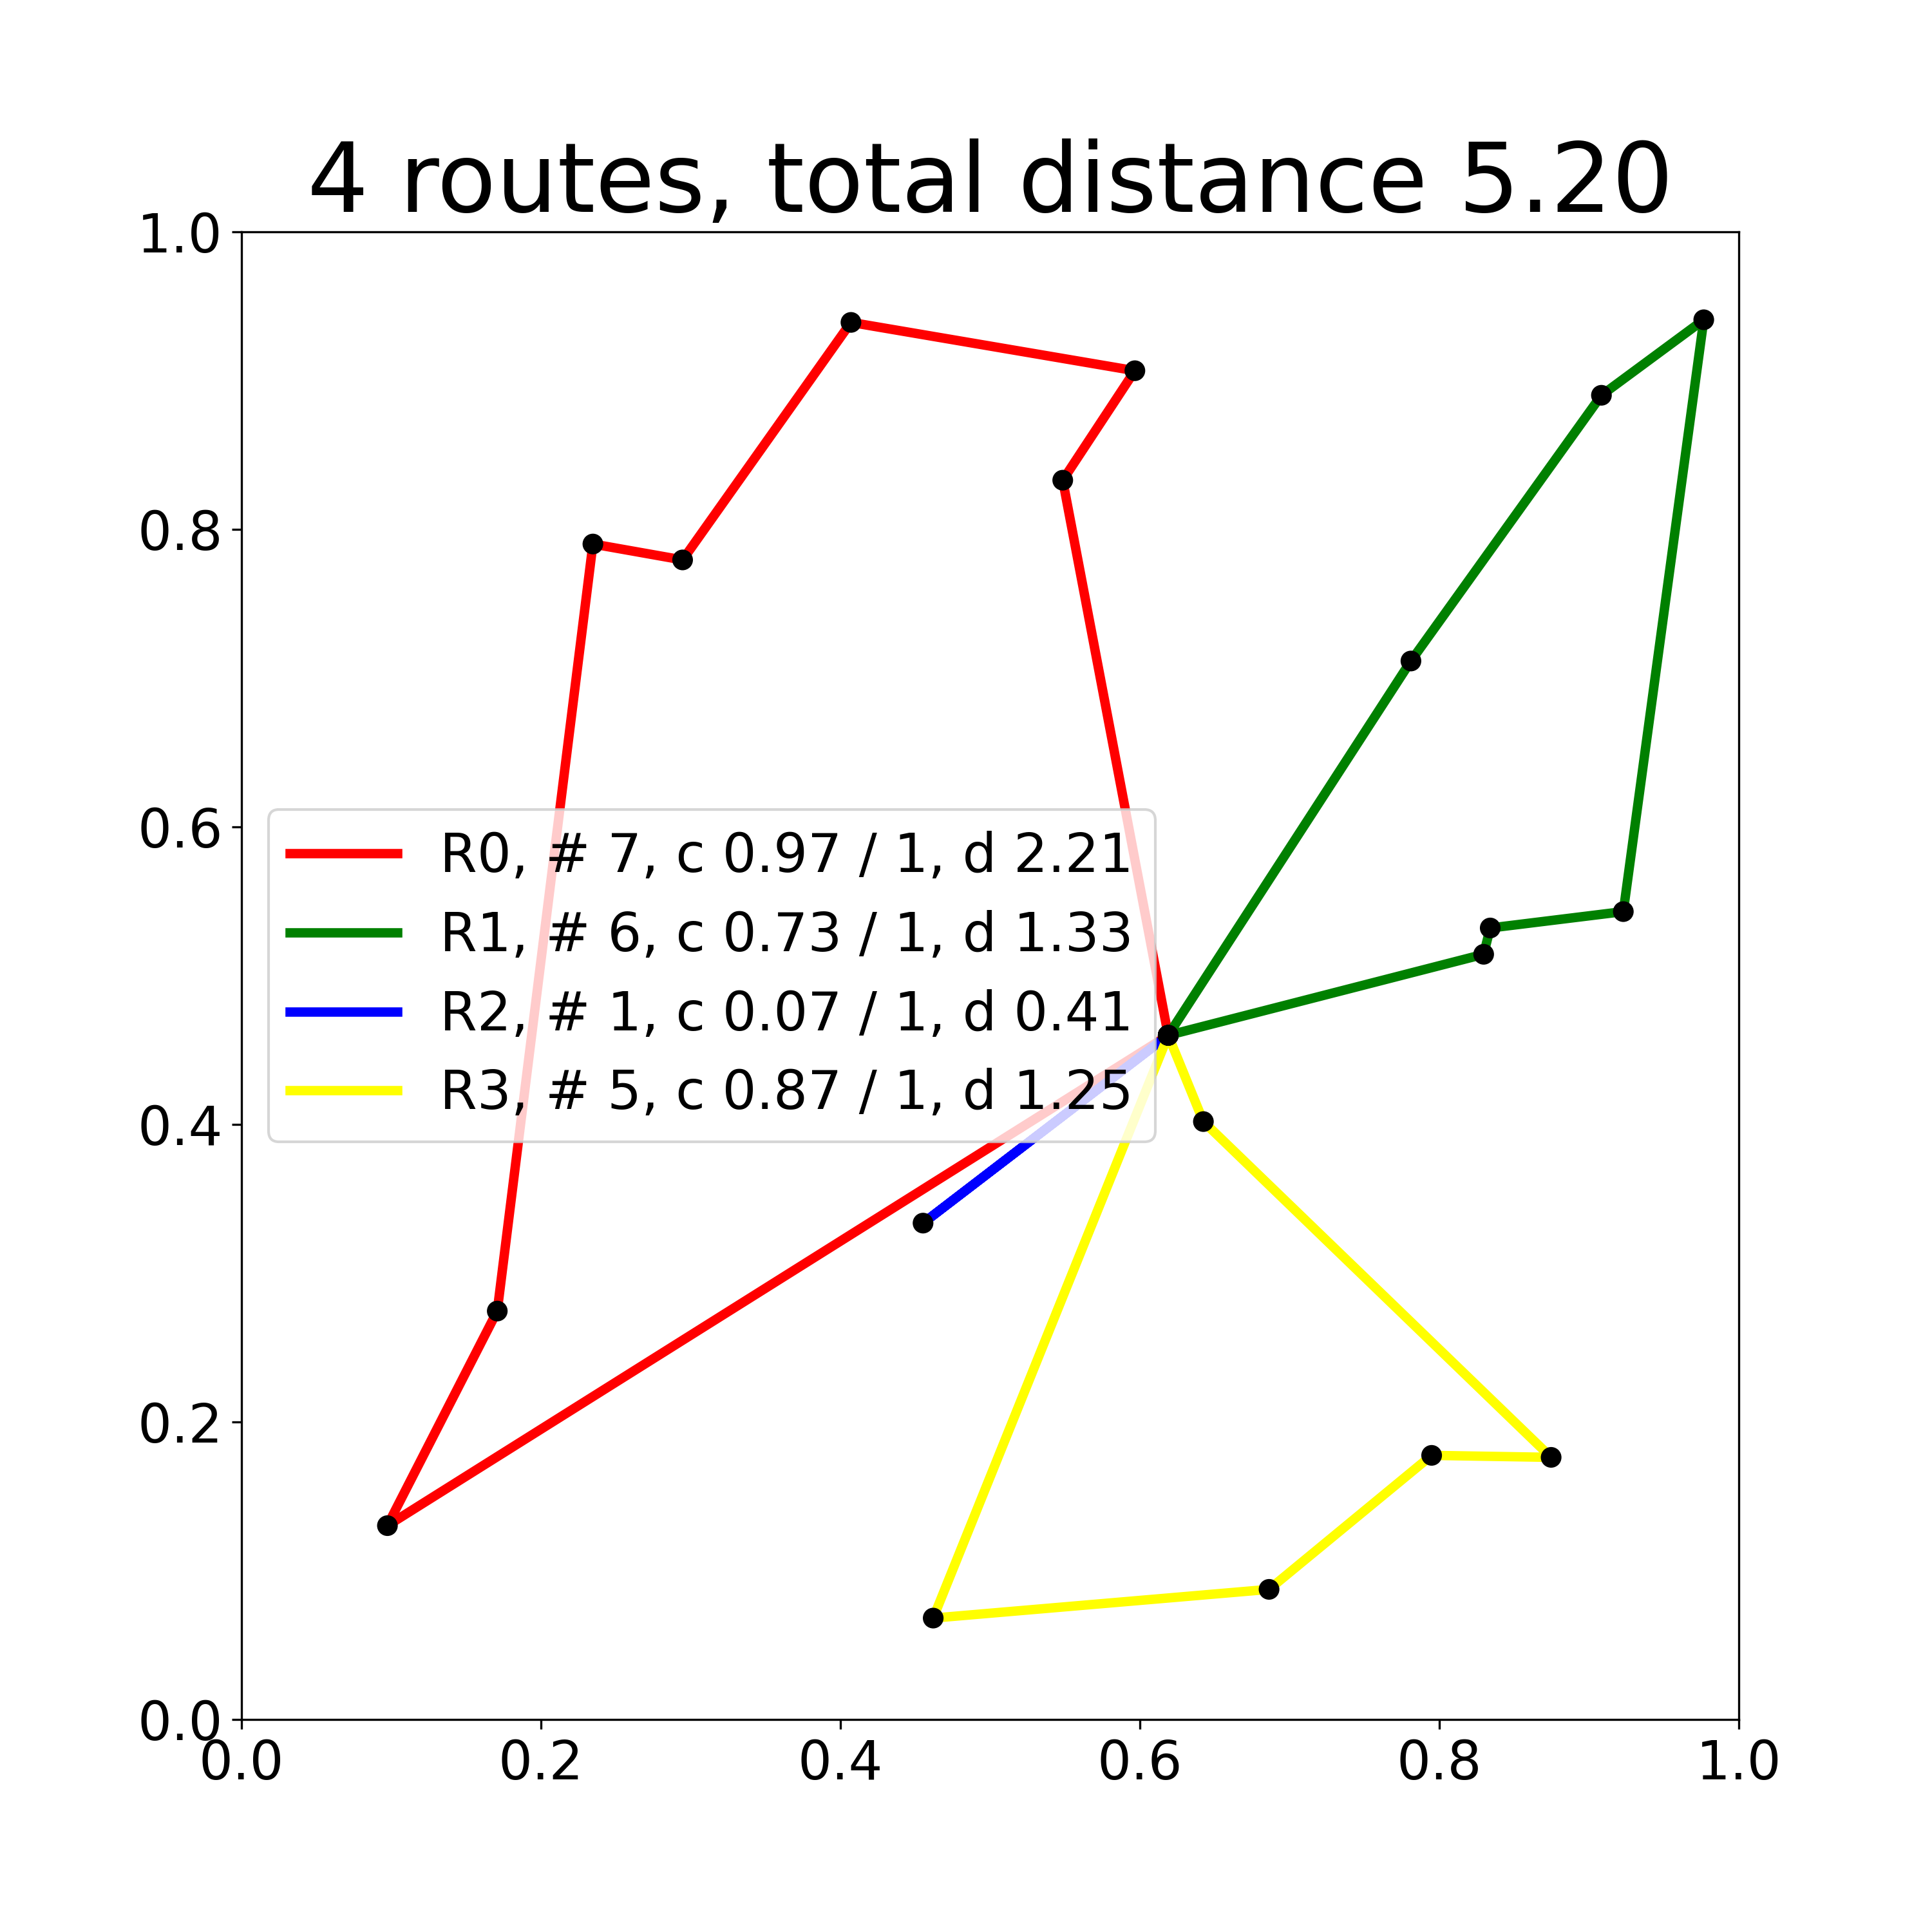 4 routes, total distance 5.20
1.0
0.8
0.6
R0, # 7, c 0.97 / 1, d 2.21
R1, # 6, c 0.73 / 1, d 1.33
R2, # 1, c 0.07 / 1, d 0.41
R3, # 5, c 0.87 / 1, d 1.25
0.4
0.2
0.0
0.0 0.2 0.4 0.6 0.8 1.0